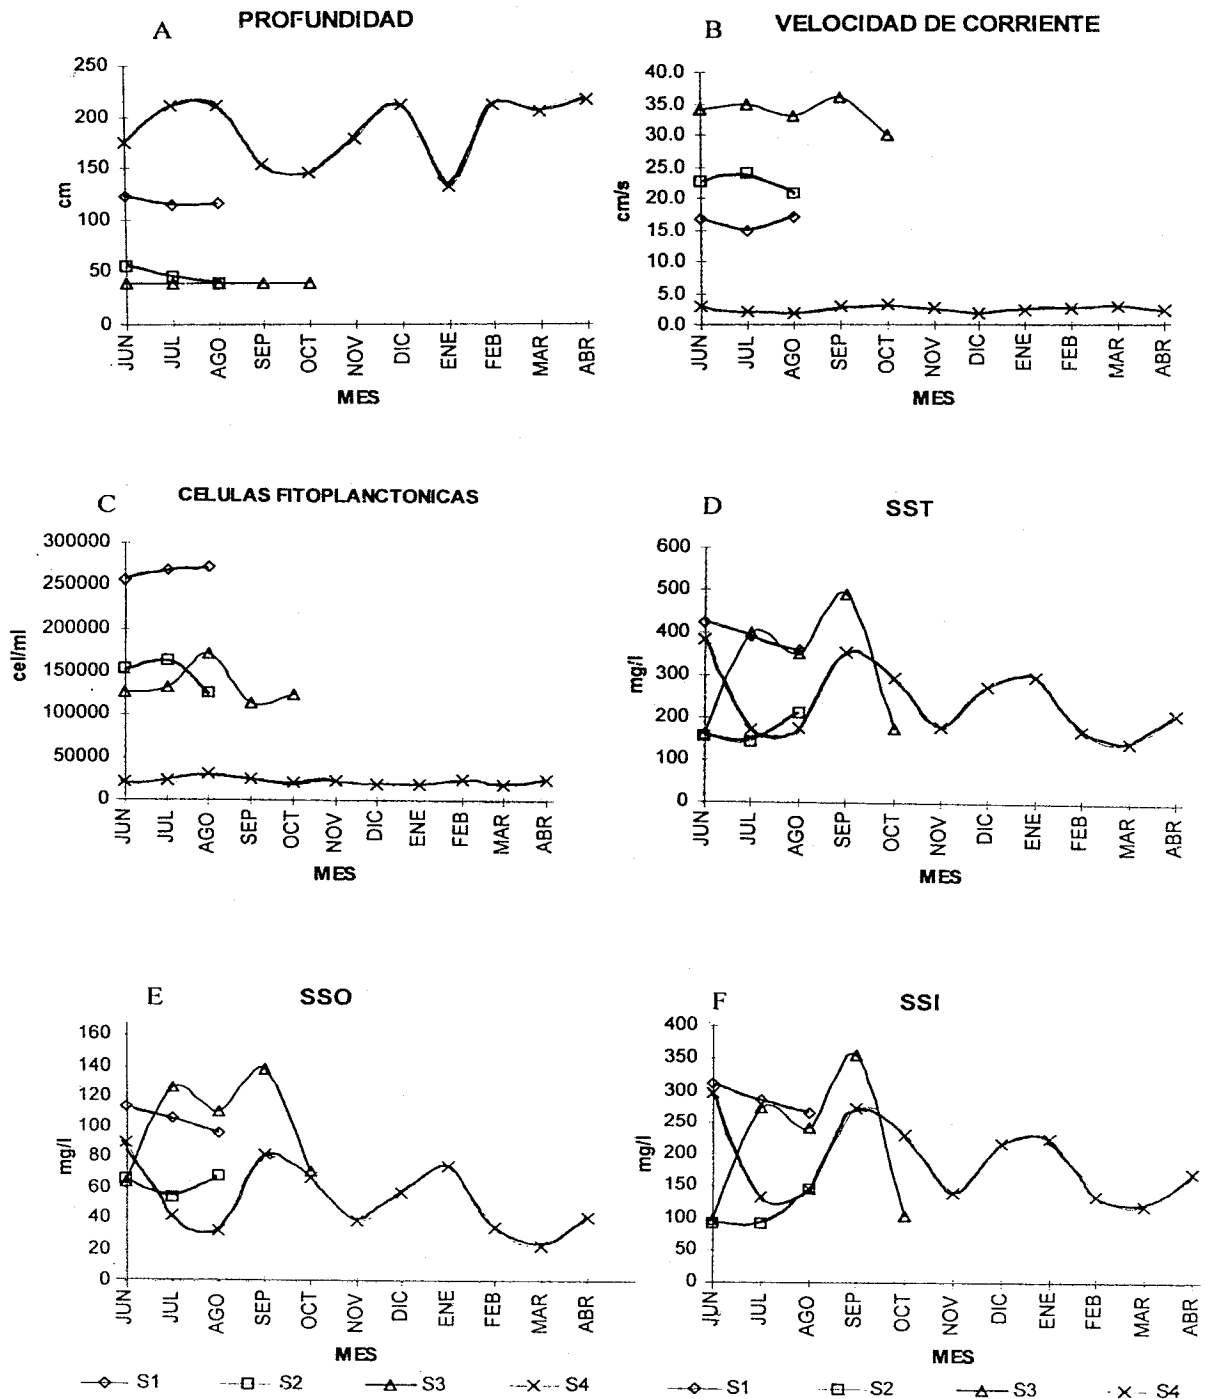 A PROFUNDIDAD
250
200
150
100
50
0
cm
JUN JUL AGO SEP OCT NOV DIC ENE FEB MAR ABR
MES
B VELOCIDAD DE CORRIENTE
40.0
35.0
30.0
25.0
20.0
15.0
10.0
5.0
0.0
cm/s
JUN JUL AGO SEP OCT NOV DIC ENE FEB MAR ABR
MES
C CELULAS FITOPLANCTONICAS
300000
250000
200000
150000
100000
50000
0
cel/ml
JUN JUL AGO SEP OCT NOV DIC ENE FEB MAR ABR
MES
D SST
600
500
400
300
200
100
0
mg/l
JUN JUL AGO SEP OCT NOV DIC ENE FEB MAR ABR
MES
E SSO
160
140
120
100
80
60
40
20
0
mg/l
JUN JUL AGO SEP OCT NOV DIC ENE FEB MAR ABR
MES
S1 S2 S3 S4
F SSI
400
350
300
250
200
150
100
50
0
mg/l
JUN JUL AGO SEP OCT NOV DIC ENE FEB MAR ABR
MES
S1 S2 S3 S4